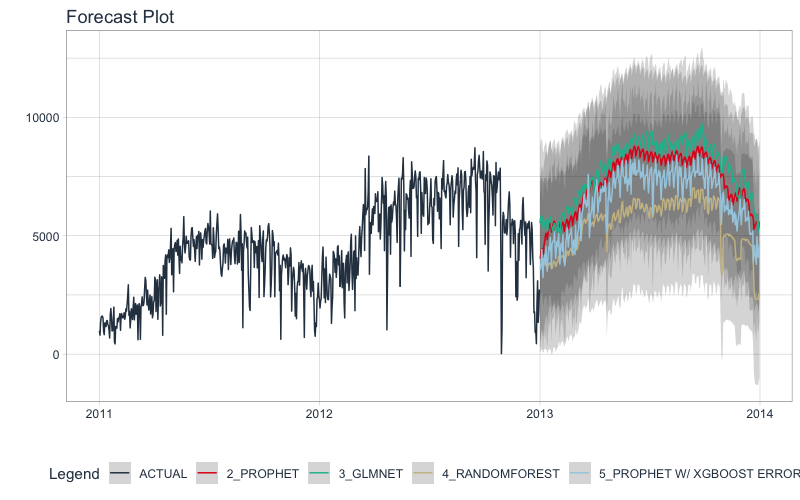 Forecast Plot
10000
5000
0
2011 2012 2013 2014
Legend ACTUAL 2_PROPHET 3_GLMNET 4_RANDOMFOREST 5_PROPHET W/ XGBOOST ERROR